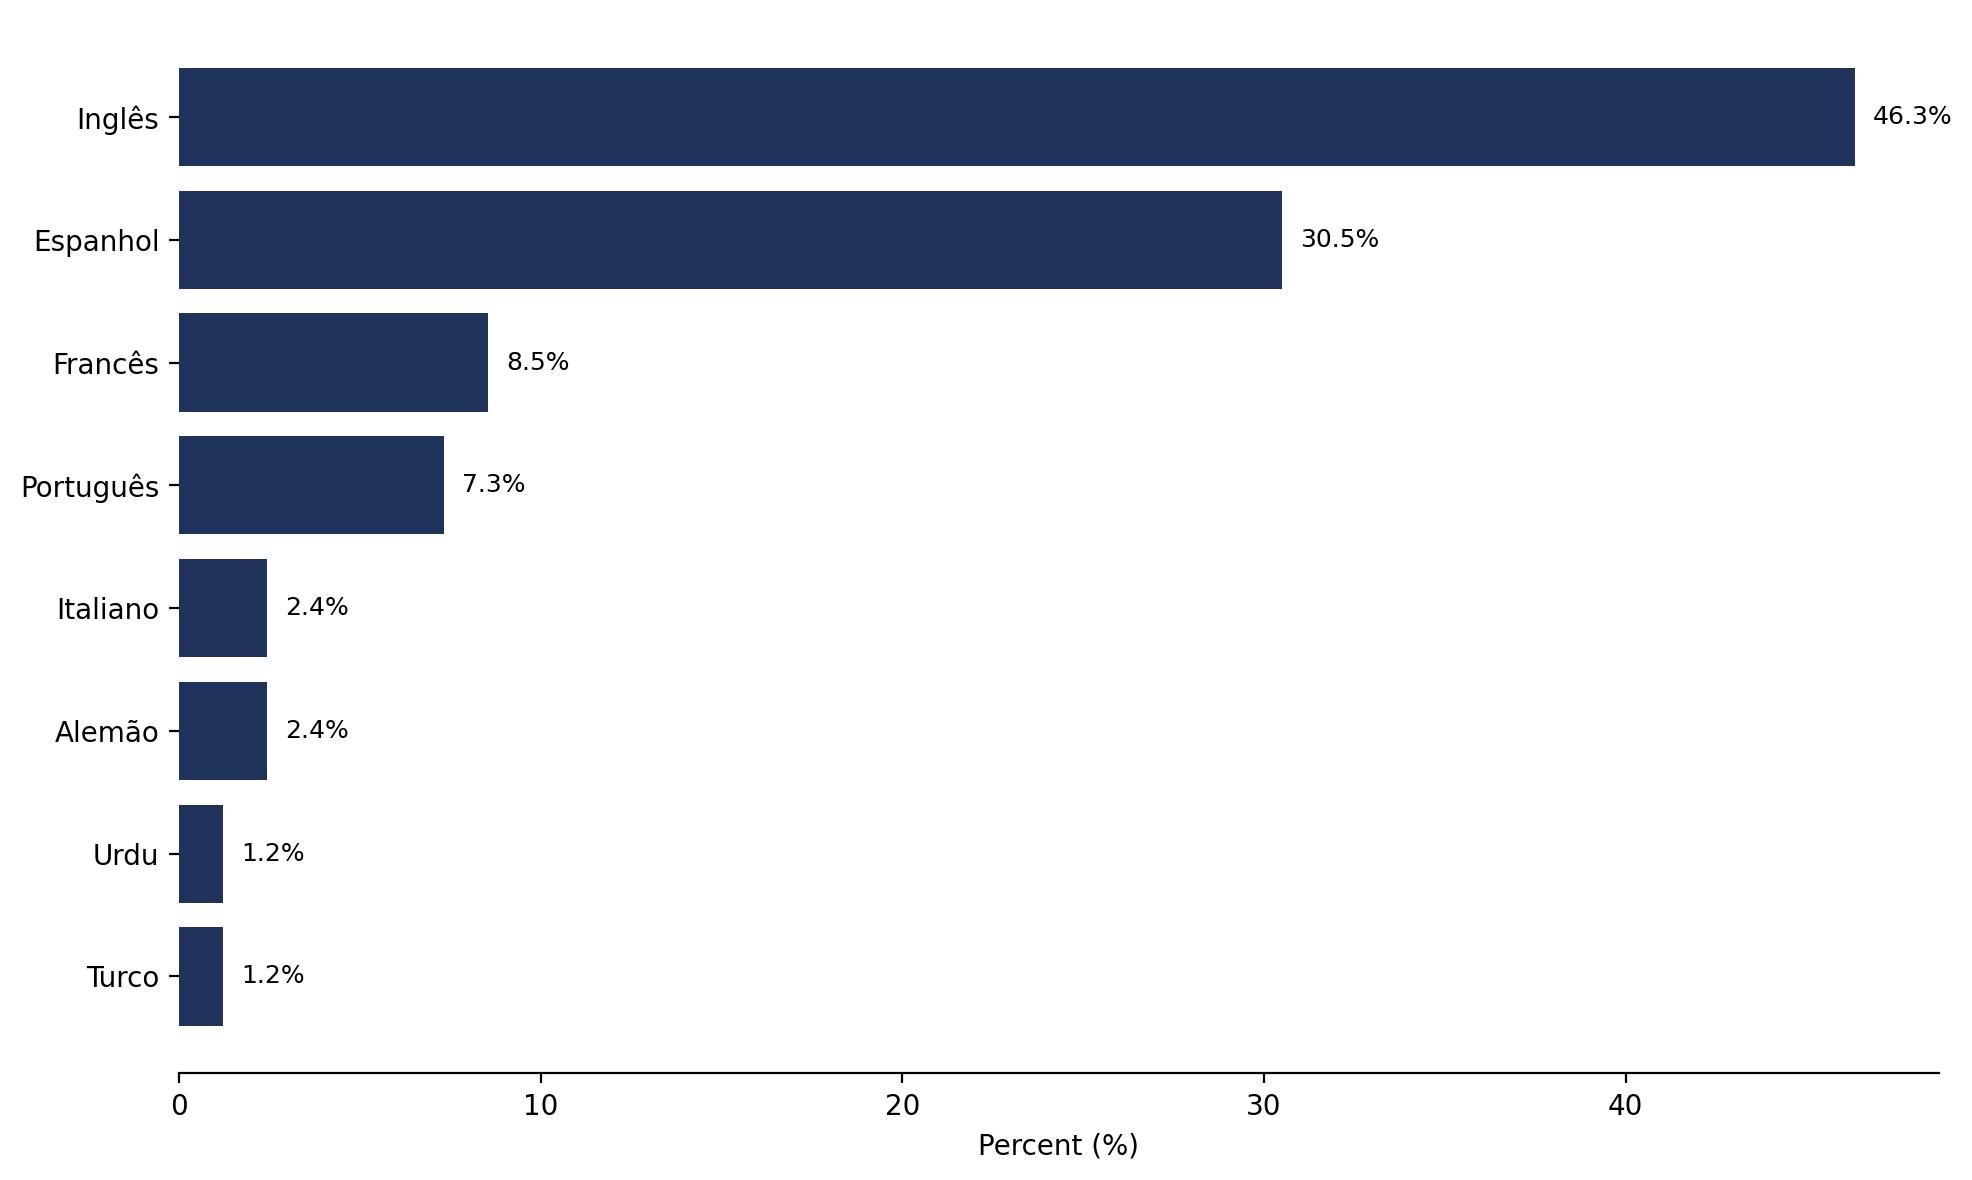 Inglês 46.3%
Espanhol 30.5%
Francês 8.5%
Português 7.3%
Italiano 2.4%
Alemão 2.4%
Urdu 1.2%
Turco 1.2%
0 10 20 30 40
Percent (%)